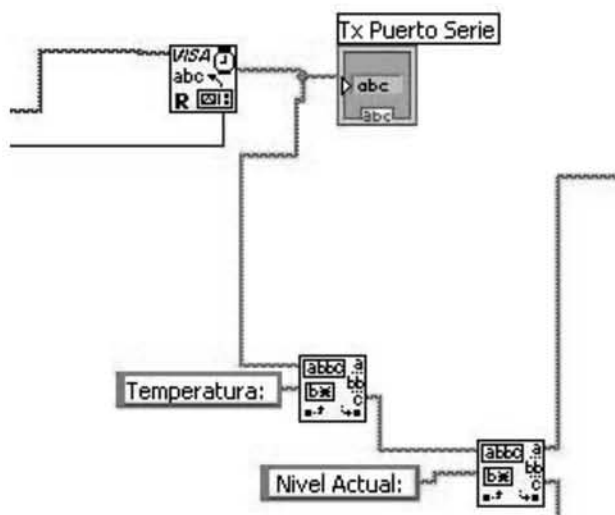 Tx Puerto Serie
VISA
abc
R
abc
abc
abbc a
bb
b* c
Temperatura:
abbc a
bb
b* c
Nivel Actual: